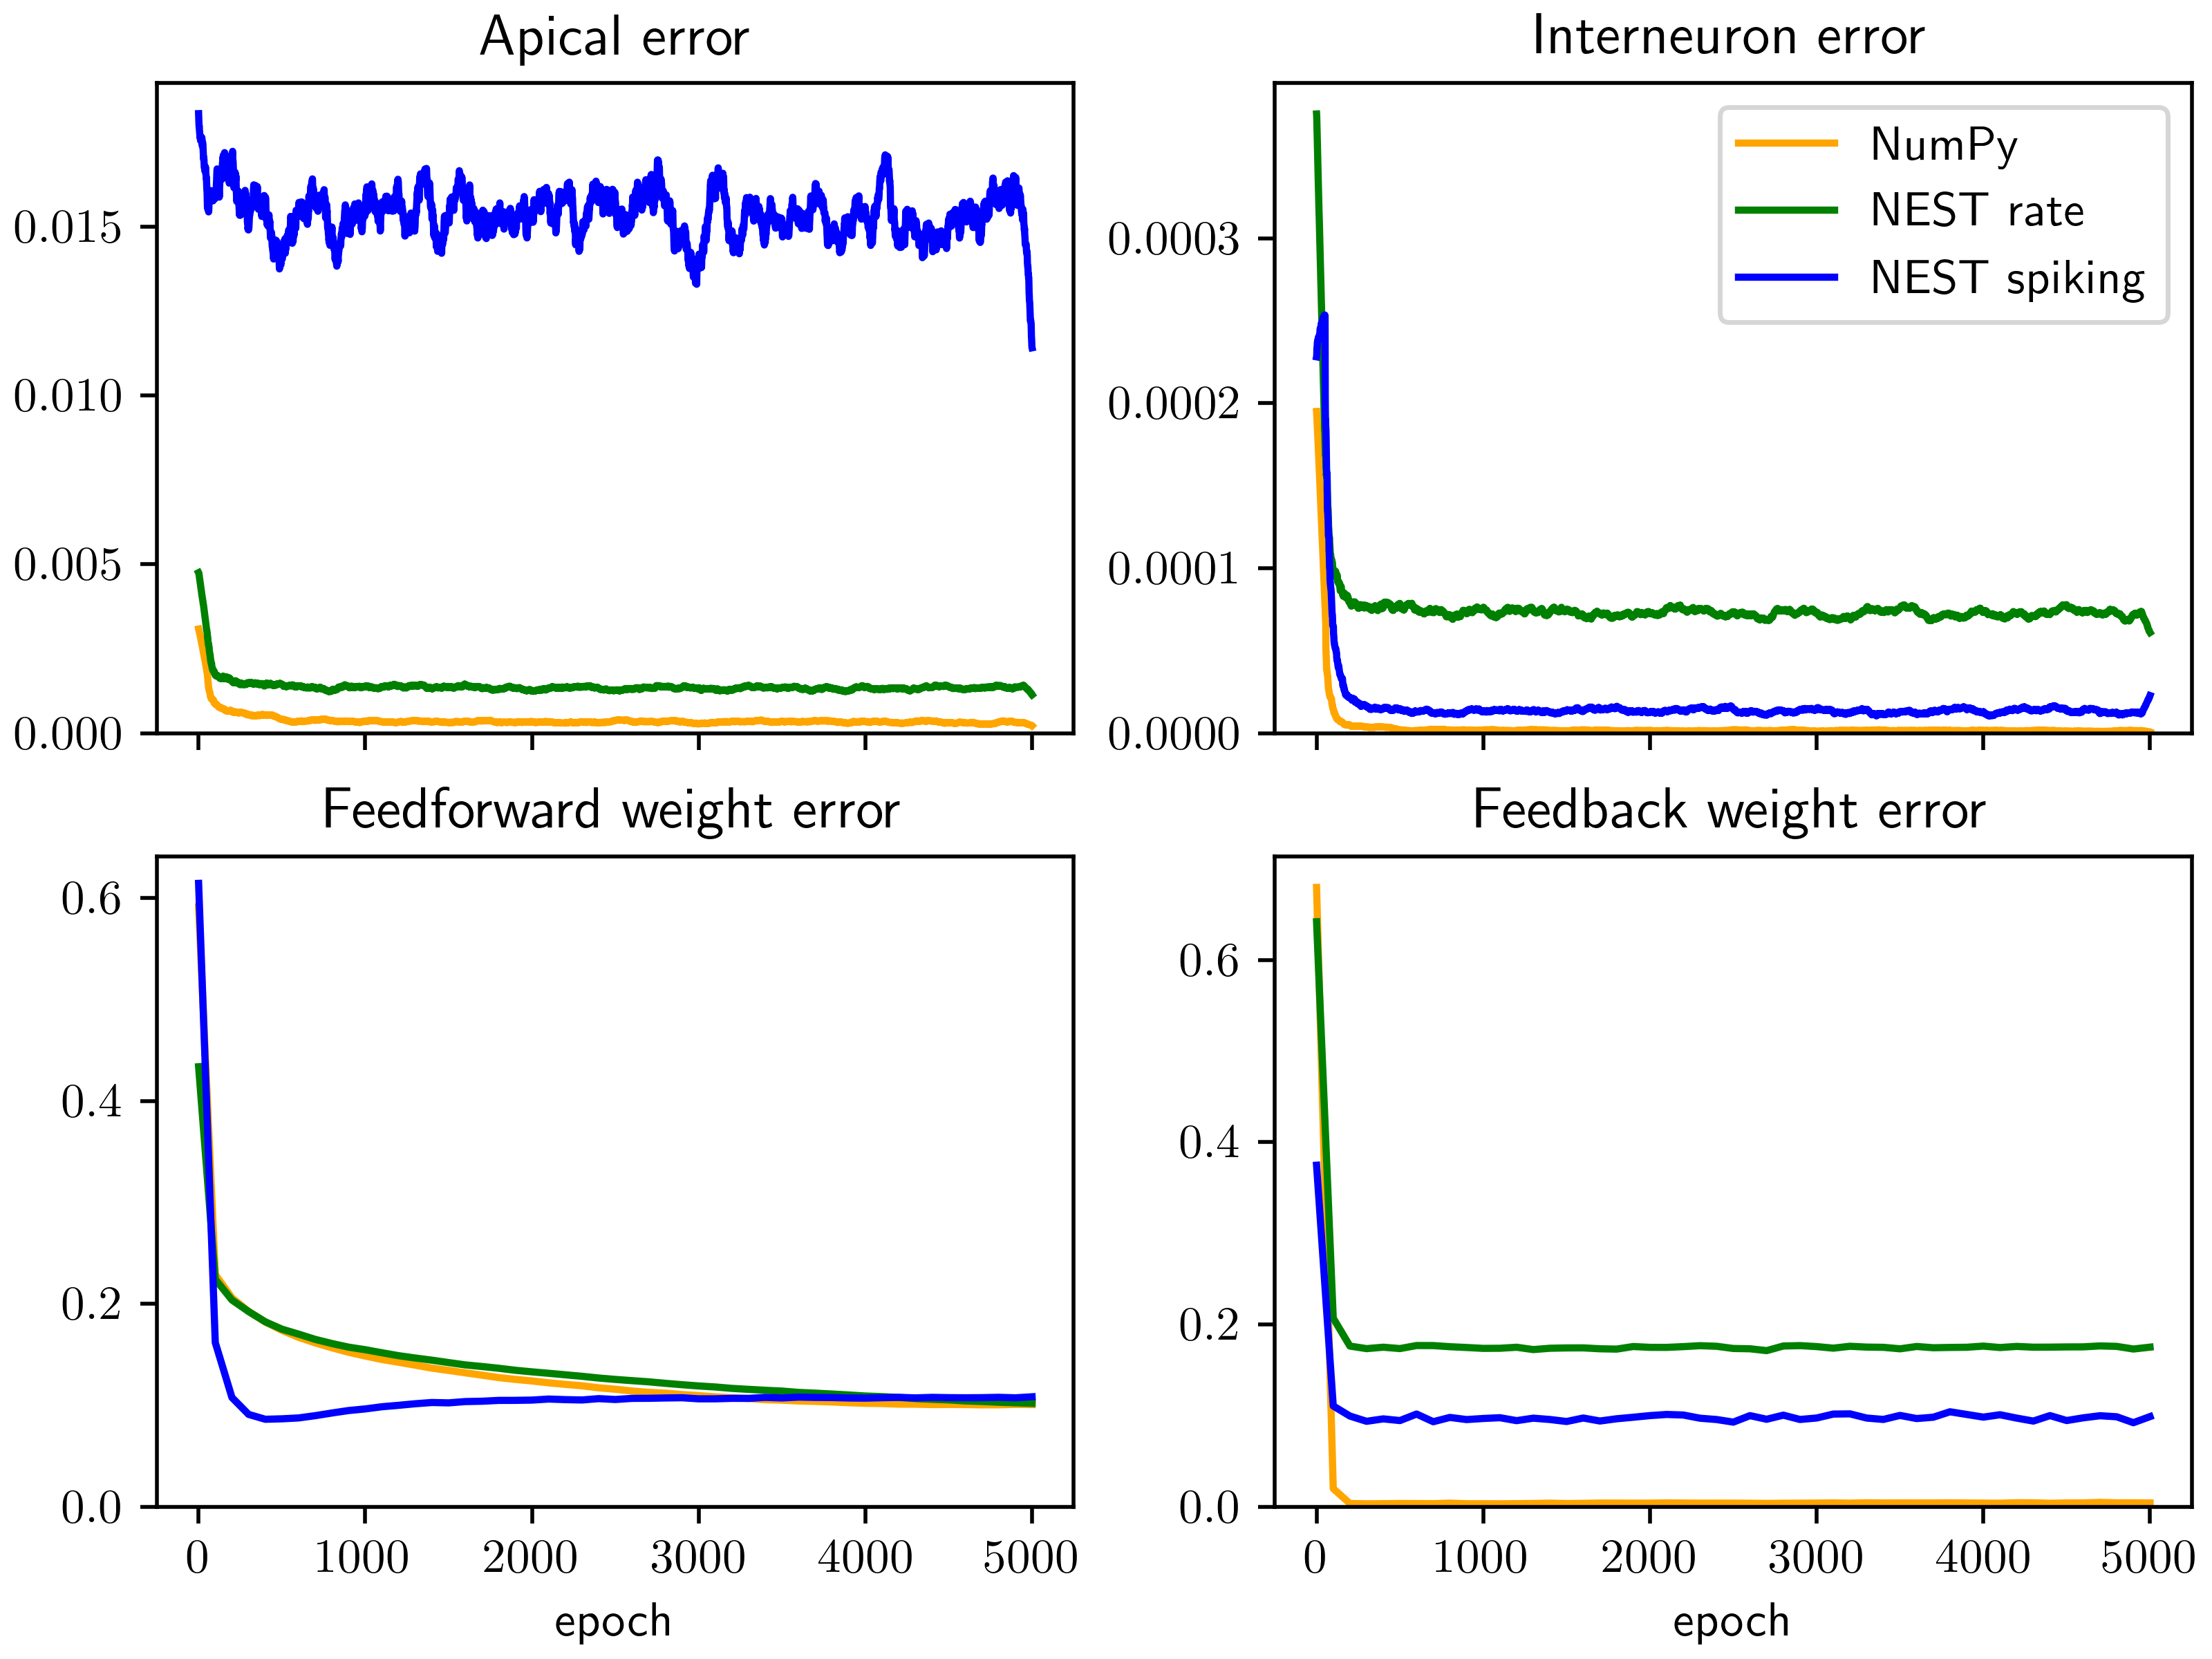 Apical error
0.015
0.010
0.005
0.000
Interneuron error
NumPy
NEST rate
NEST spiking
0.0003
0.0002
0.0001
0.0000
Feedforward weight error
0.6
0.4
0.2
0.0
0 1000 2000 3000 4000 5000
epoch
Feedback weight error
0.6
0.4
0.2
0.0
0 1000 2000 3000 4000 5000
epoch